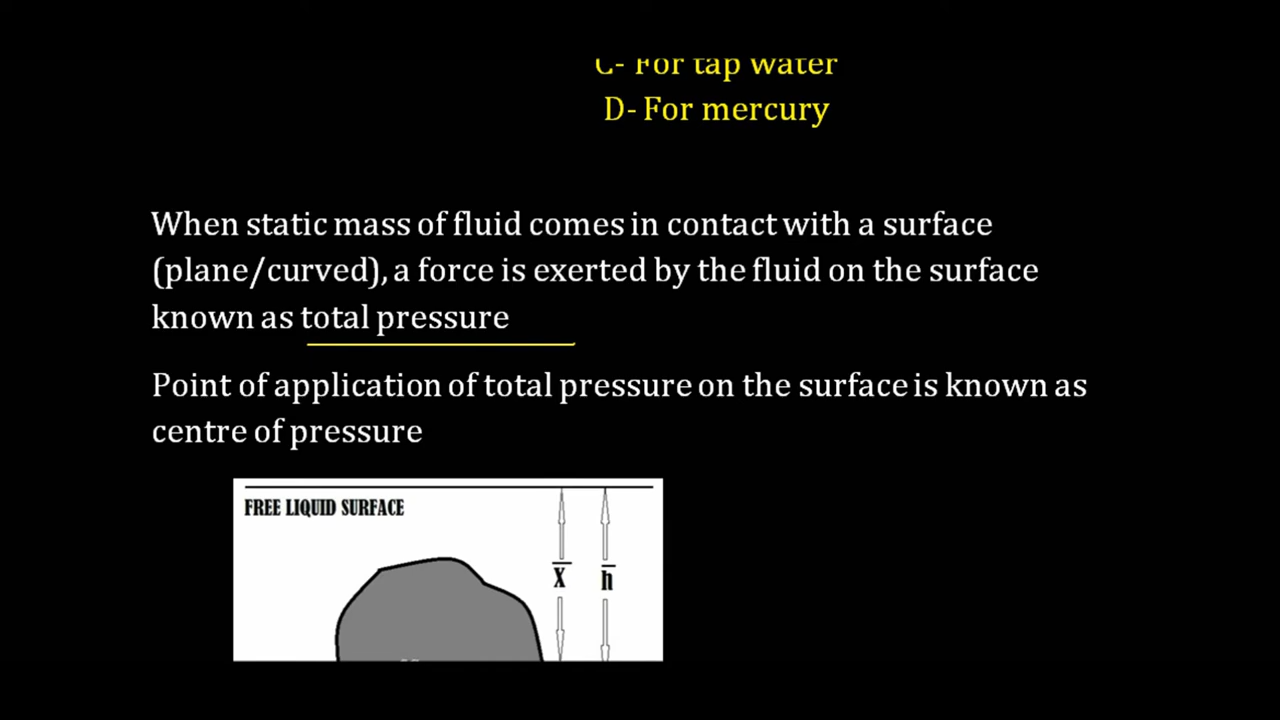 C- For tap water
D- For mercury
When static mass of fluid comes in contact with a surface
(plane/curved), a force is exerted by the fluid on the surface
known as total pressure
Point of application of total pressure on the surface is known as
centre of pressure
FREE LIQUID SURFACE
x̄ h̄